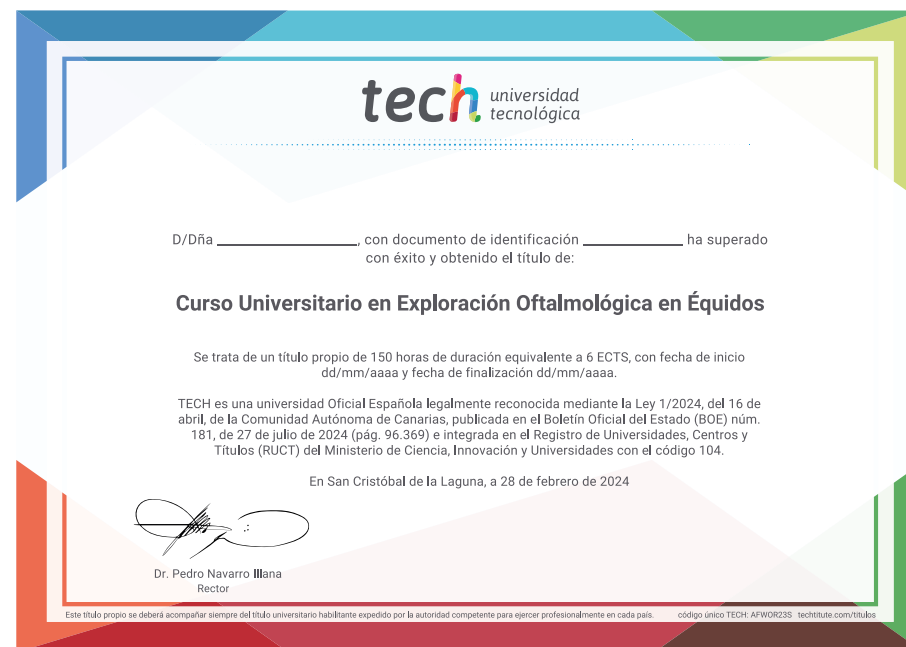 tech universidad
tecnológica
D/Dña ____________________, con documento de identificación ______________ ha superado
con éxito y obtenido el título de:
Curso Universitario en Exploración Oftalmológica en Équidos
Se trata de un título propio de 150 horas de duración equivalente a 6 ECTS, con fecha de inicio
dd/mm/aaaa y fecha de finalización dd/mm/aaaa.
TECH es una universidad Oficial Española legalmente reconocida mediante la Ley 1/2024, del 16 de
abril, de la Comunidad Autónoma de Canarias, publicada en el Boletín Oficial del Estado (BOE) núm.
181, de 27 de julio de 2024 (pág. 96.369) e integrada en el Registro de Universidades, Centros y
Títulos (RUCT) del Ministerio de Ciencia, Innovación y Universidades con el código 104.
En San Cristóbal de la Laguna, a 28 de febrero de 2024
Dr. Pedro Navarro Illana
Rector
Este título propio se deberá acompañar siempre del título universitario habilitante expedido por la autoridad competente para ejercer profesionalmente en cada país. código único TECH: AFWOR23S techtitute.com/titulos